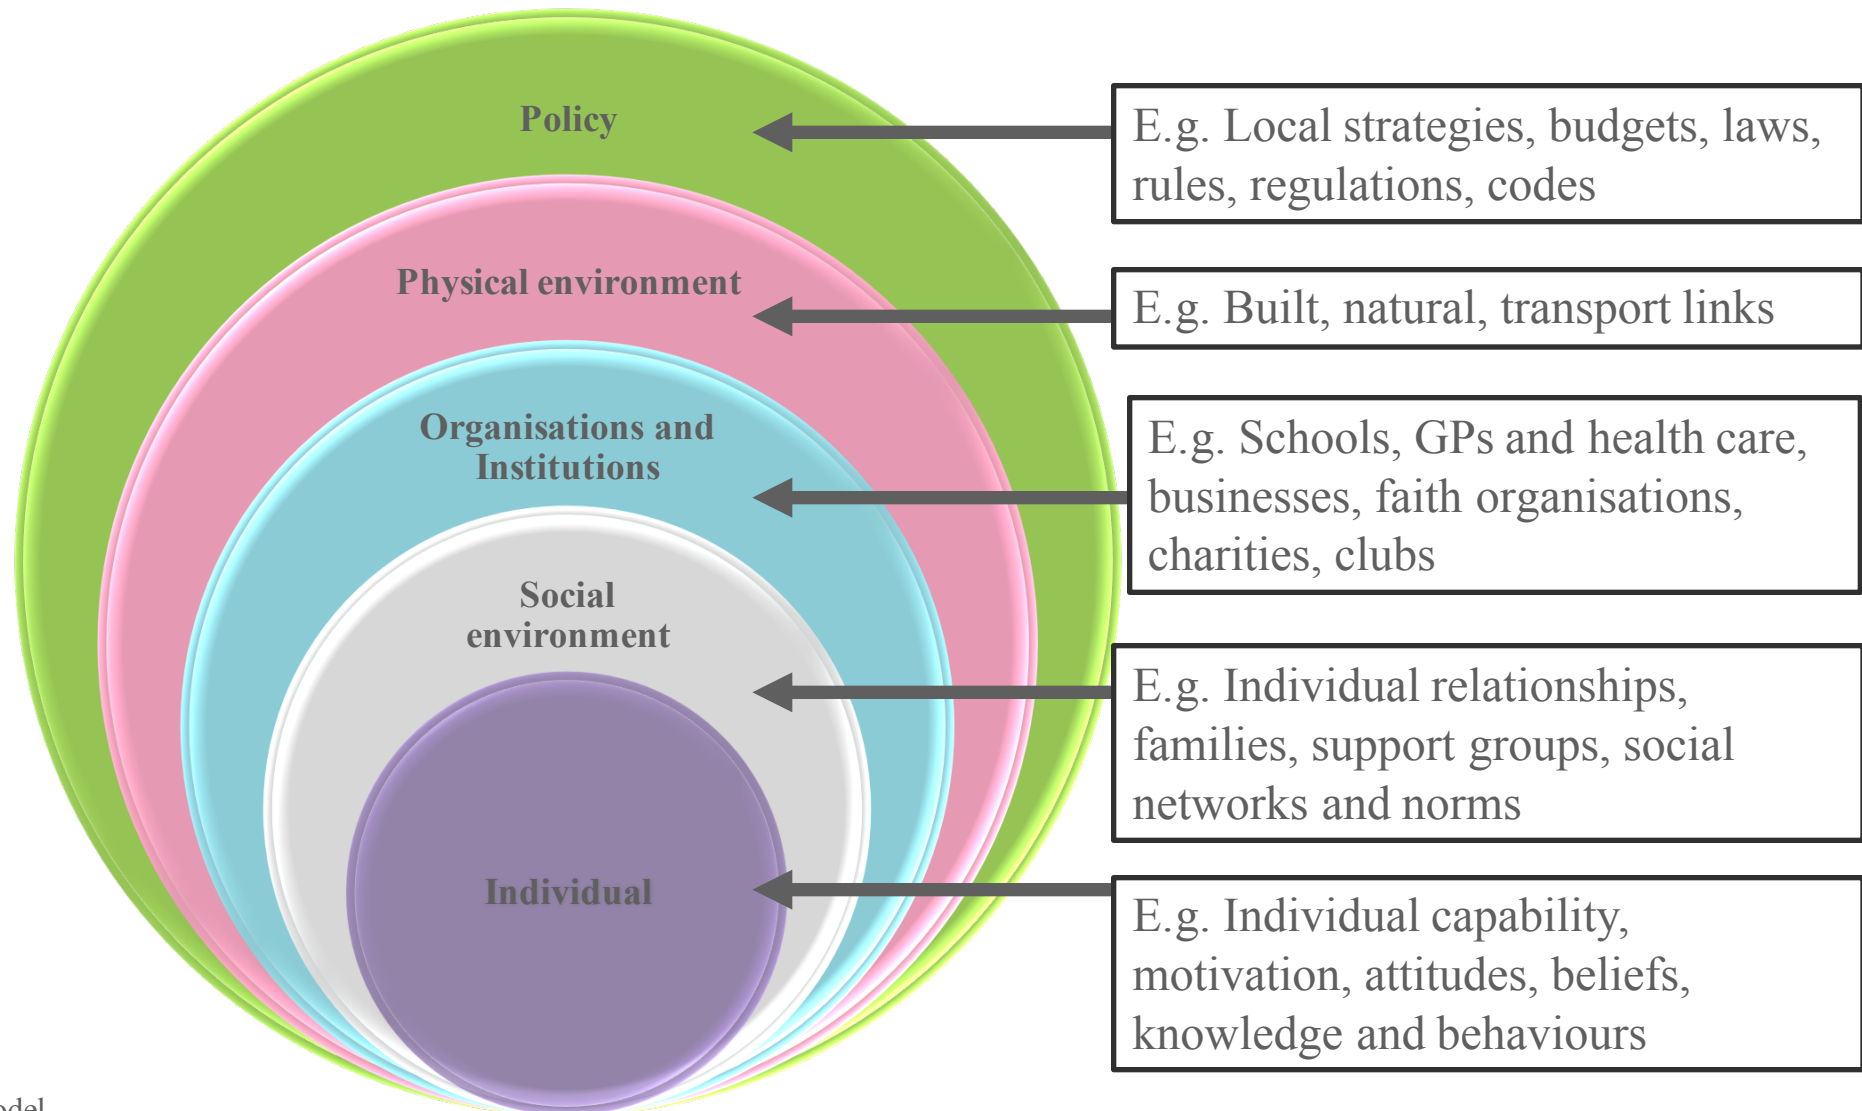 Policy
E.g. Local strategies, budgets, laws,
rules, regulations, codes
Physical environment
E.g. Built, natural, transport links
Organisations and
Institutions
E.g. Schools, GPs and health care,
businesses, faith organisations,
charities, clubs
Social
environment
E.g. Individual relationships,
families, support groups, social
networks and norms
Individual
E.g. Individual capability,
motivation, attitudes, beliefs,
knowledge and behaviours